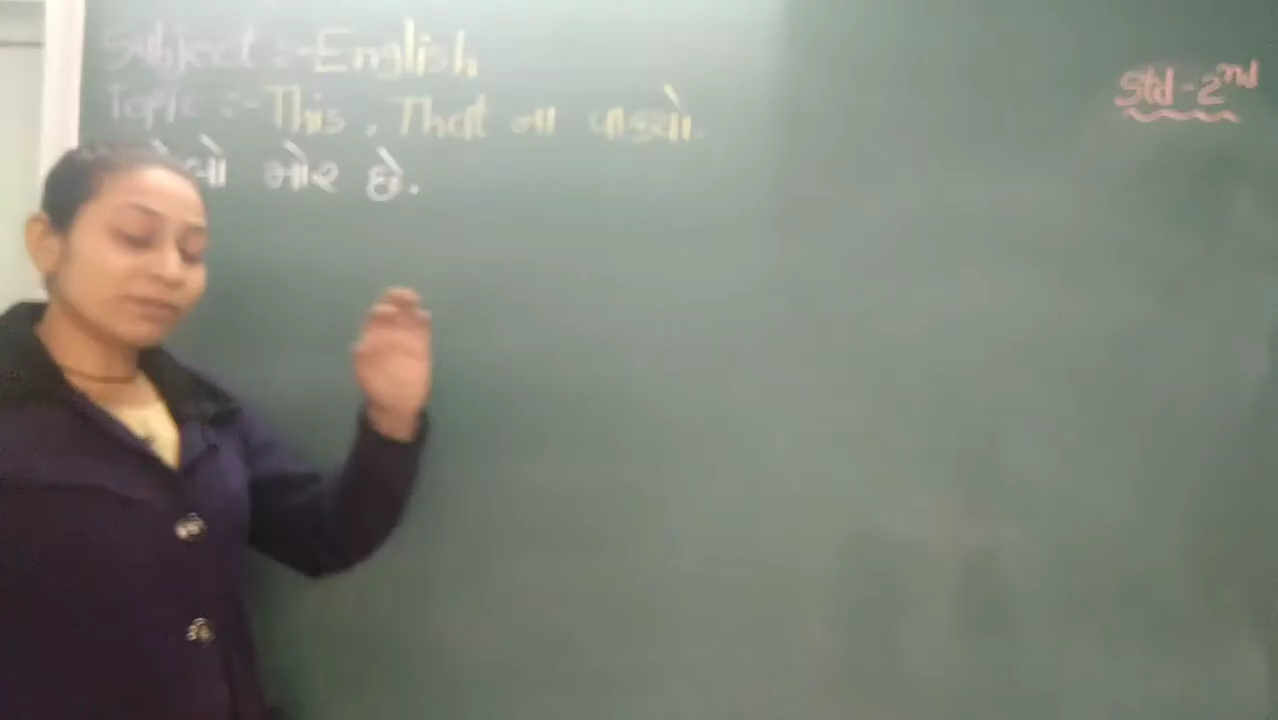 Subject :- English
Std - 2nd
Topic :- This, That ના વાક્યો.
મોર છે.